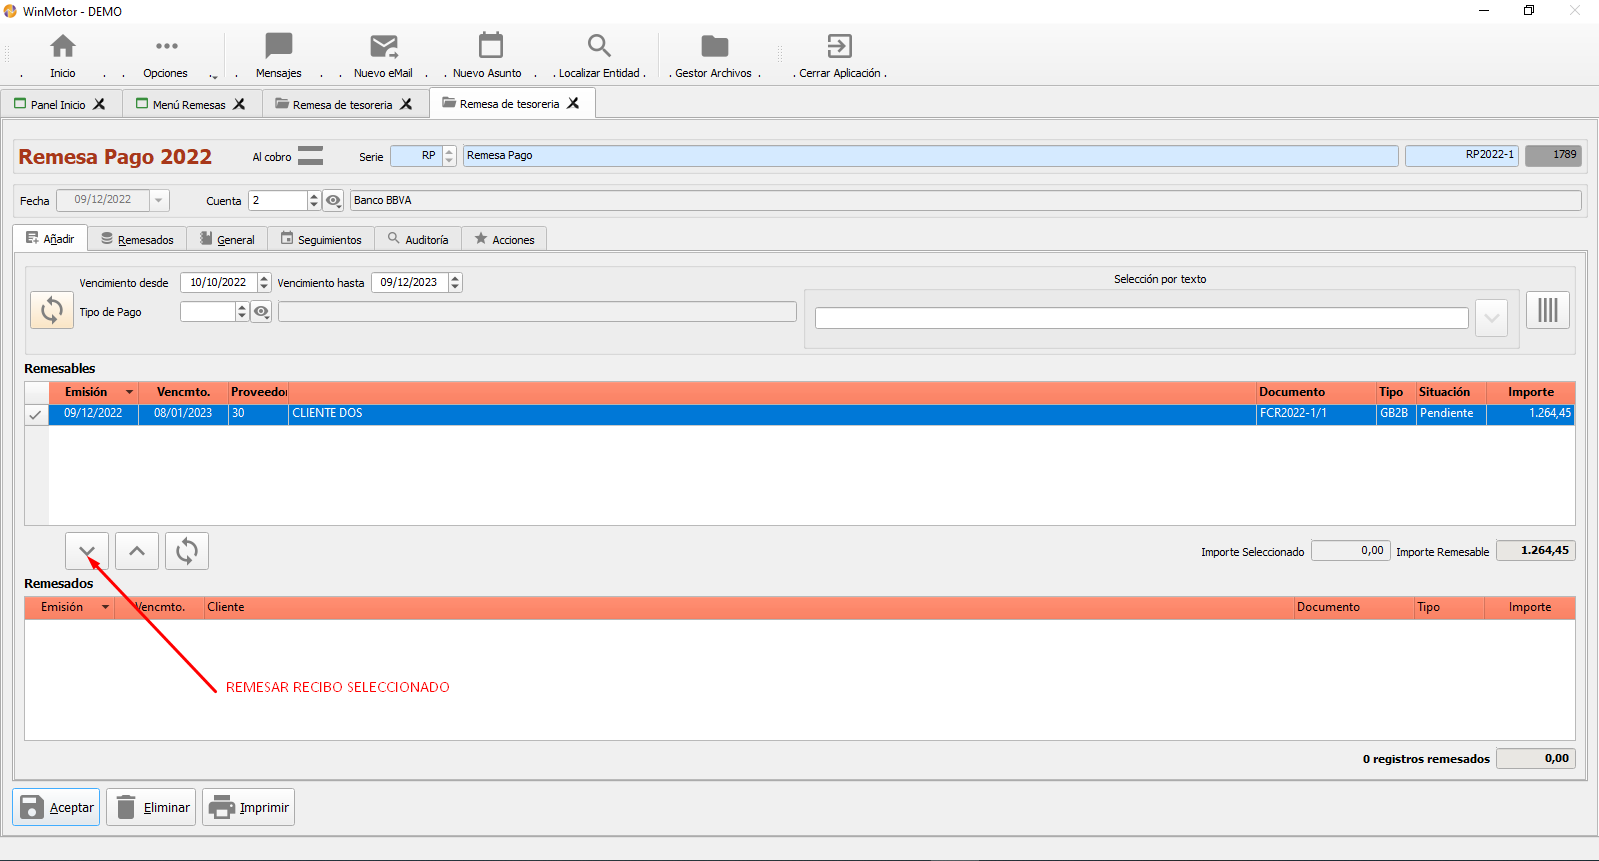 WinMotor - DEMO
. Inicio .
. Opciones .
. Mensajes .
. Nuevo eMail .
. Nuevo Asunto .
. Localizar Entidad .
. Gestor Archivos .
. Cerrar Aplicación .
Panel Inicio
Menú Remesas
Remesa de tesoreria
Remesa de tesoreria
Remesa Pago 2022 Al cobro Serie RP Remesa Pago RP2022-1 1789
Fecha 09/12/2022 Cuenta 2 Banco BBVA
Añadir Remesados General Seguimientos Auditoría Acciones
Vencimiento desde 10/10/2022 Vencimiento hasta 09/12/2023
Selección por texto
Tipo de Pago
Remesables
Emisión Vencmto. Proveedor Documento Tipo Situación Importe
09/12/2022 08/01/2023 30 CLIENTE DOS FCR2022-1/1 GB2B Pendiente 1.264,45
Importe Seleccionado 0,00 Importe Remesable 1.264,45
Remesados
Emisión Vencmto. Cliente Documento Tipo Importe
REMESAR RECIBO SELECCIONADO
0 registros remesados 0,00
Aceptar Eliminar Imprimir